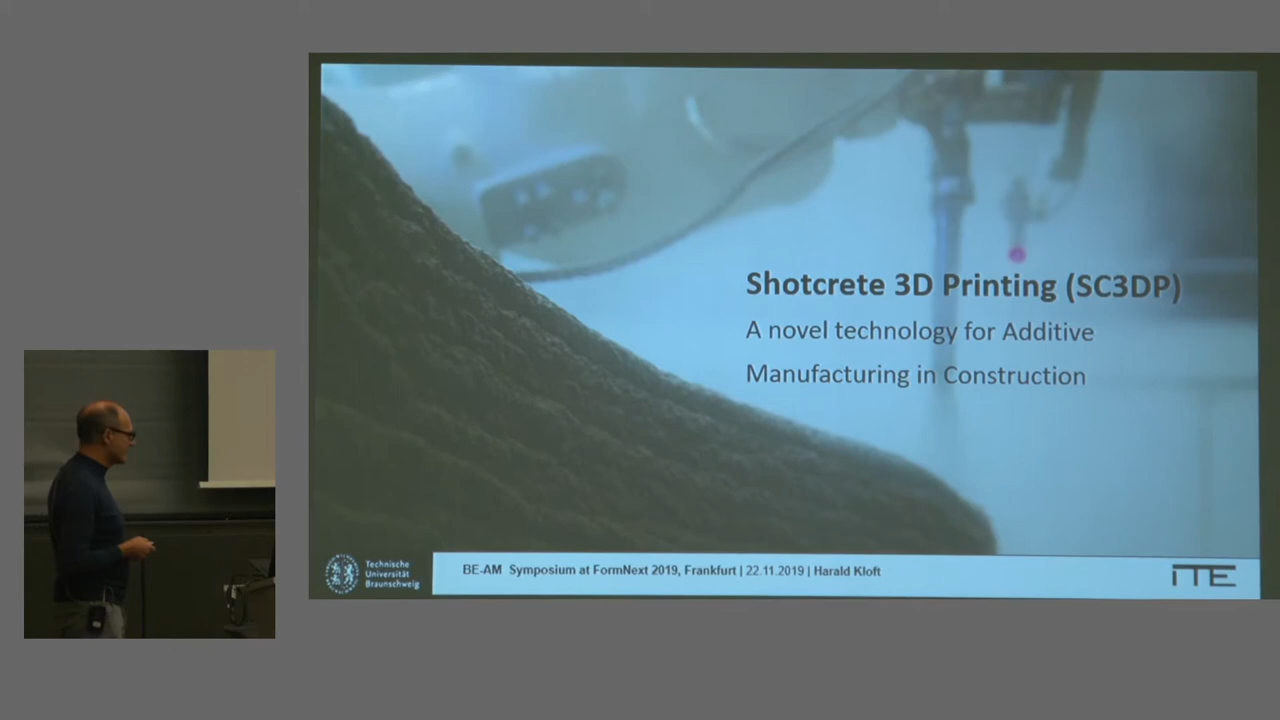 Shotcrete 3D Printing (SC3DP)
A novel technology for Additive
Manufacturing in Construction
Technische
Universität
Braunschweig
BE-AM Symposium at FormNext 2019, Frankfurt | 22.11.2019 | Harald Kloft
iTE